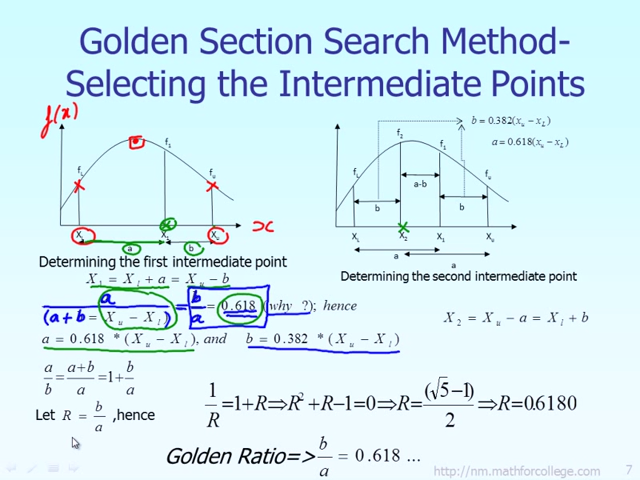 Golden Section Search Method-
Selecting the Intermediate Points
f(x)
f1
fL
fu
XL
X1
Xu
x
a
b
Determining the first intermediate point
b = 0.382(xu − xL)
a = 0.618(xu − xL)
f2
f1
fL
fu
a-b
b
b
XL
X2
X1
Xu
a
a
Determining the second intermediate point
X1 = Xl + a = Xu − b
a/(a + b = Xu − Xl) = b/a = 0.618 (why ?); hence
a = 0.618 * (Xu − Xl), and b = 0.382 * (Xu − Xl)
X2 = Xu − a = Xl + b
a/b = (a+b)/a = 1 + b/a
Let R = b/a ,hence
1/R = 1+R ⇒ R² + R − 1 = 0 ⇒ R = (√5 − 1)/2 ⇒ R = 0.6180
Golden Ratio=> b/a = 0.618 ...
http://nm.mathforcollege.com
7